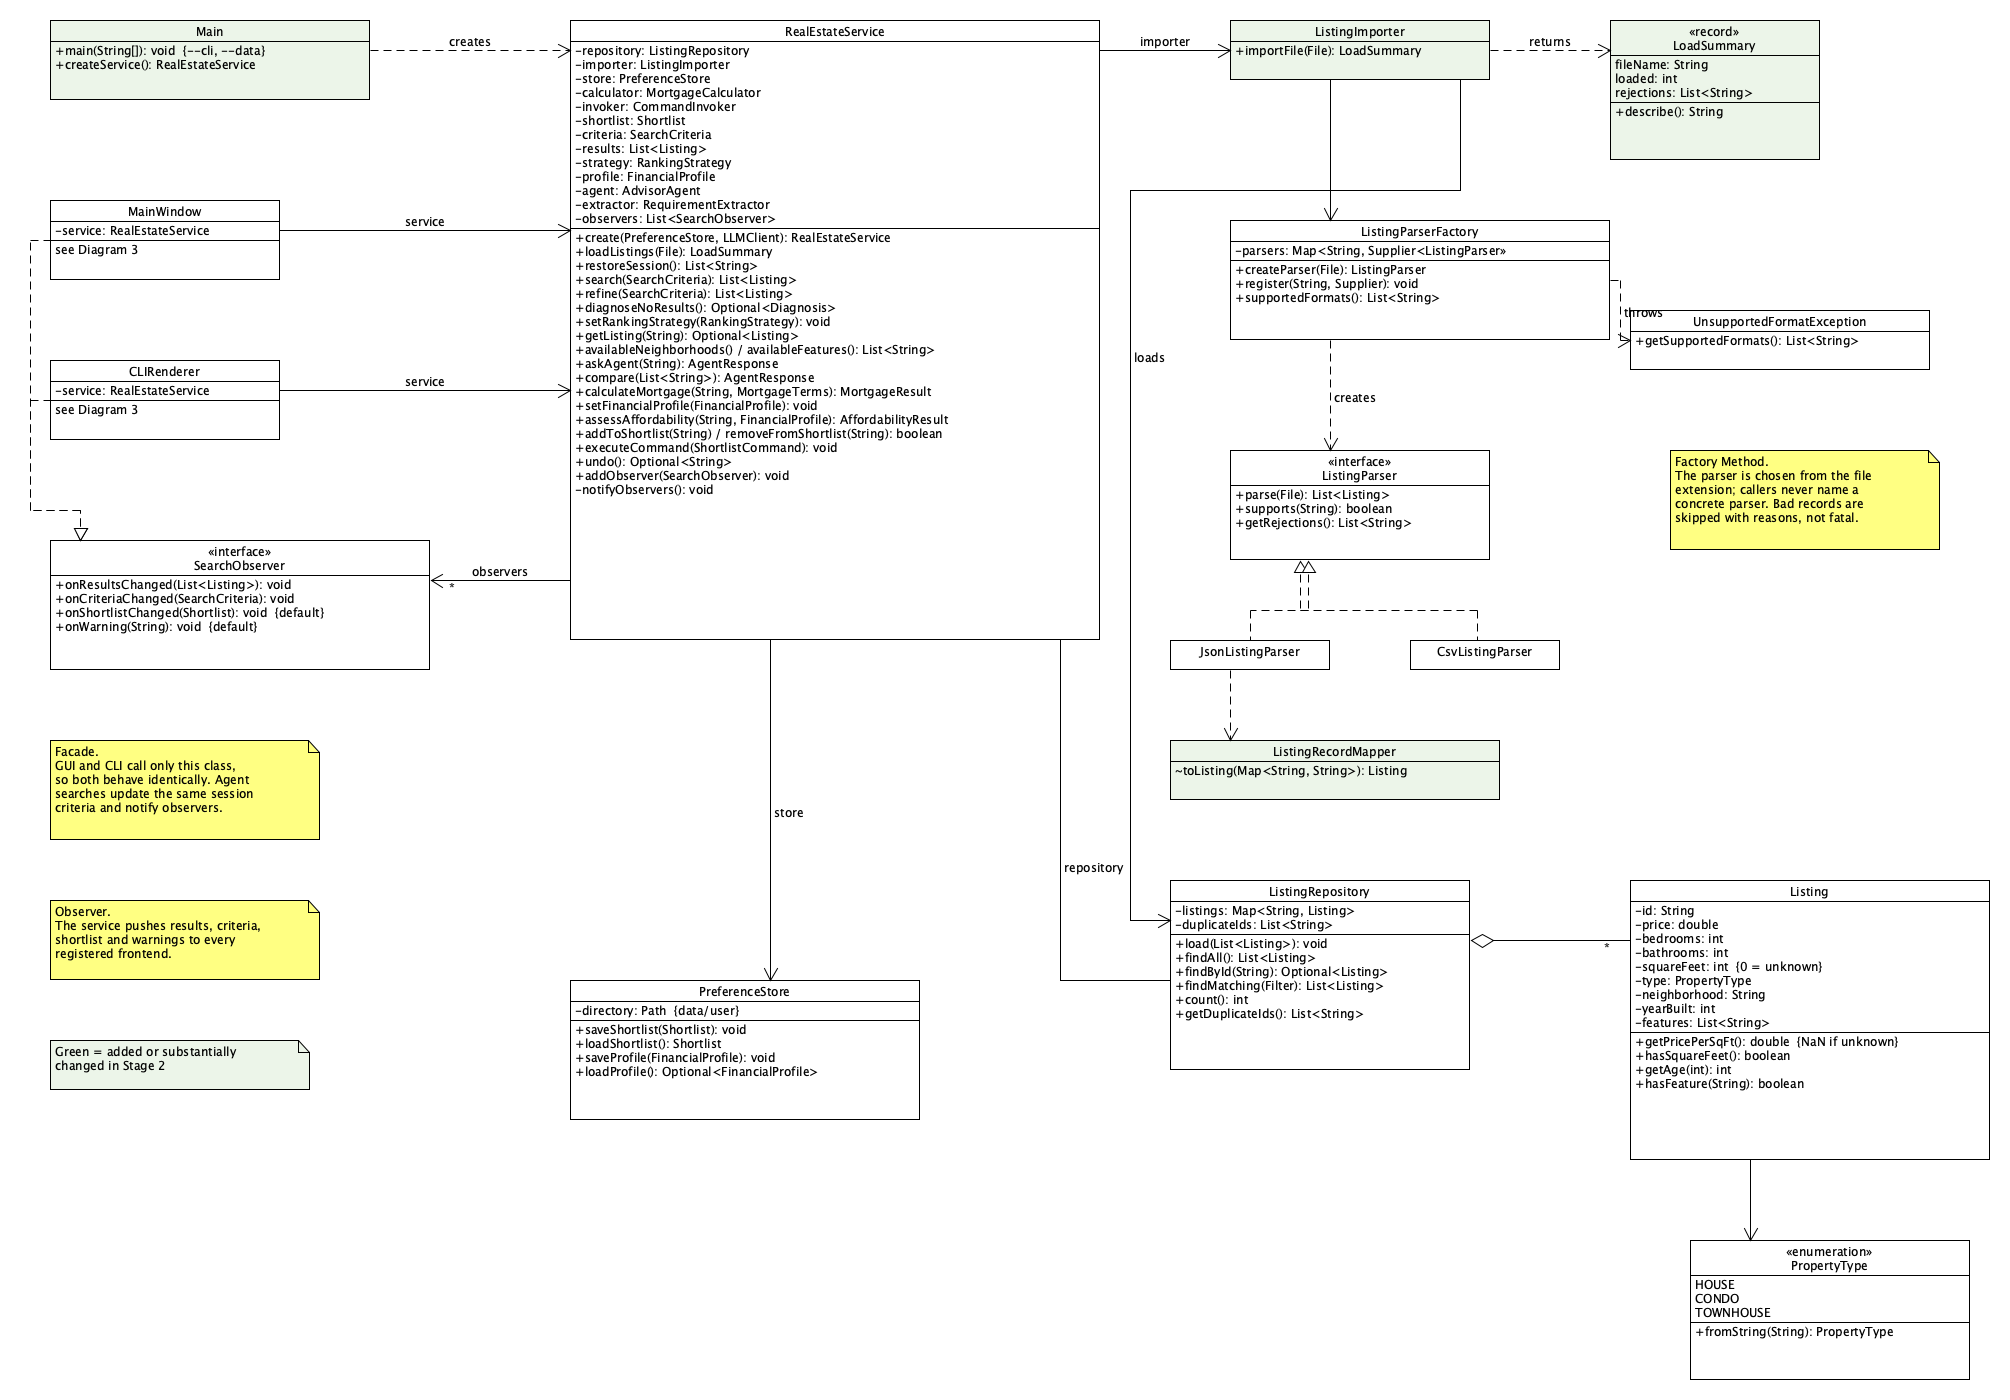 Main
+main(String[]): void  {--cli, --data}
+createService(): RealEstateService
creates
RealEstateService
-repository: ListingRepository
-importer: ListingImporter
-store: PreferenceStore
-calculator: MortgageCalculator
-invoker: CommandInvoker
-shortlist: Shortlist
-criteria: SearchCriteria
-results: List<Listing>
-strategy: RankingStrategy
-profile: FinancialProfile
-agent: AdvisorAgent
-extractor: RequirementExtractor
-observers: List<SearchObserver>
+create(PreferenceStore, LLMClient): RealEstateService
+loadListings(File): LoadSummary
+restoreSession(): List<String>
+search(SearchCriteria): List<Listing>
+refine(SearchCriteria): List<Listing>
+diagnoseNoResults(): Optional<Diagnosis>
+setRankingStrategy(RankingStrategy): void
+getListing(String): Optional<Listing>
+availableNeighborhoods() / availableFeatures(): List<String>
+askAgent(String): AgentResponse
+compare(List<String>): AgentResponse
+calculateMortgage(String, MortgageTerms): MortgageResult
+setFinancialProfile(FinancialProfile): void
+assessAffordability(String, FinancialProfile): AffordabilityResult
+addToShortlist(String) / removeFromShortlist(String): boolean
+executeCommand(ShortlistCommand): void
+undo(): Optional<String>
+addObserver(SearchObserver): void
-notifyObservers(): void
importer
ListingImporter
+importFile(File): LoadSummary
returns
«record»
LoadSummary
fileName: String
loaded: int
rejections: List<String>
+describe(): String
MainWindow
-service: RealEstateService
see Diagram 3
service
CLIRenderer
-service: RealEstateService
see Diagram 3
service
«interface»
SearchObserver
+onResultsChanged(List<Listing>): void
+onCriteriaChanged(SearchCriteria): void
+onShortlistChanged(Shortlist): void  {default}
+onWarning(String): void  {default}
observers
*
ListingParserFactory
-parsers: Map<String, Supplier<ListingParser»
+createParser(File): ListingParser
+register(String, Supplier): void
+supportedFormats(): List<String>
throws
UnsupportedFormatException
+getSupportedFormats(): List<String>
loads
creates
«interface»
ListingParser
+parse(File): List<Listing>
+supports(String): boolean
+getRejections(): List<String>
Factory Method.
The parser is chosen from the file
extension; callers never name a
concrete parser. Bad records are
skipped with reasons, not fatal.
JsonListingParser
CsvListingParser
ListingRecordMapper
~toListing(Map<String, String>): Listing
Facade.
GUI and CLI call only this class,
so both behave identically. Agent
searches update the same session
criteria and notify observers.
store
repository
Observer.
The service pushes results, criteria,
shortlist and warnings to every
registered frontend.
ListingRepository
-listings: Map<String, Listing>
-duplicateIds: List<String>
+load(List<Listing>): void
+findAll(): List<Listing>
+findById(String): Optional<Listing>
+findMatching(Filter): List<Listing>
+count(): int
+getDuplicateIds(): List<String>
*
Listing
-id: String
-price: double
-bedrooms: int
-bathrooms: int
-squareFeet: int  {0 = unknown}
-type: PropertyType
-neighborhood: String
-yearBuilt: int
-features: List<String>
+getPricePerSqFt(): double  {NaN if unknown}
+hasSquareFeet(): boolean
+getAge(int): int
+hasFeature(String): boolean
PreferenceStore
-directory: Path  {data/user}
+saveShortlist(Shortlist): void
+loadShortlist(): Shortlist
+saveProfile(FinancialProfile): void
+loadProfile(): Optional<FinancialProfile>
Green = added or substantially
changed in Stage 2
«enumeration»
PropertyType
HOUSE
CONDO
TOWNHOUSE
+fromString(String): PropertyType